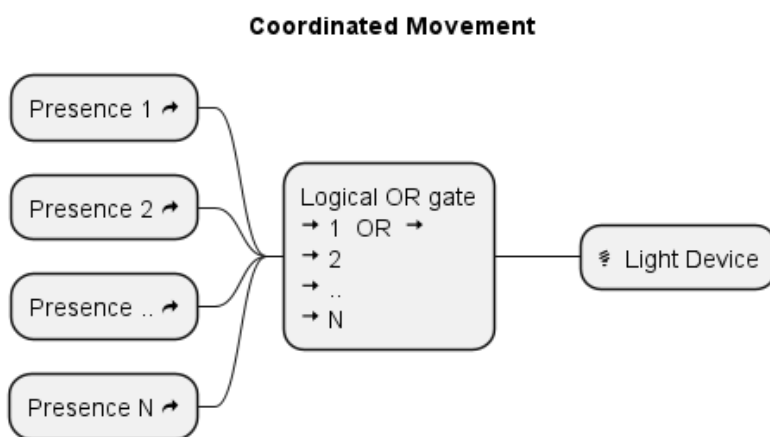 Coordinated Movement
Presence 1
Presence 2
Presence ..
Presence N
Logical OR gate
→ 1 OR →
→ 2
→ ..
→ N
Light Device